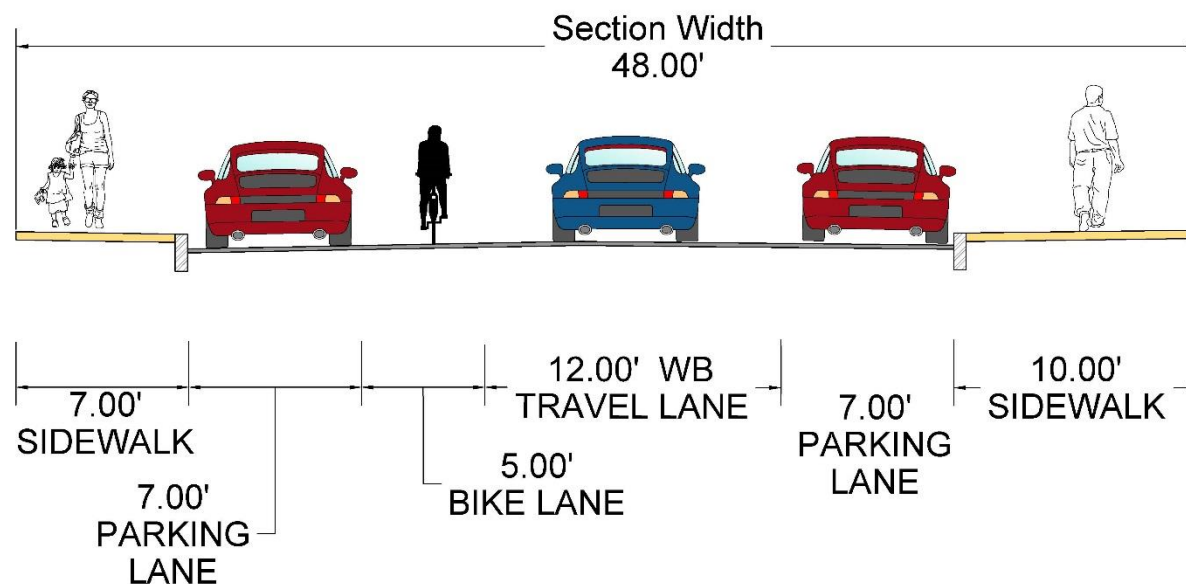 Section Width
48.00'
7.00'
SIDEWALK
7.00'
PARKING
LANE
5.00'
BIKE LANE
12.00' WB
TRAVEL LANE
7.00'
PARKING
LANE
10.00'
SIDEWALK